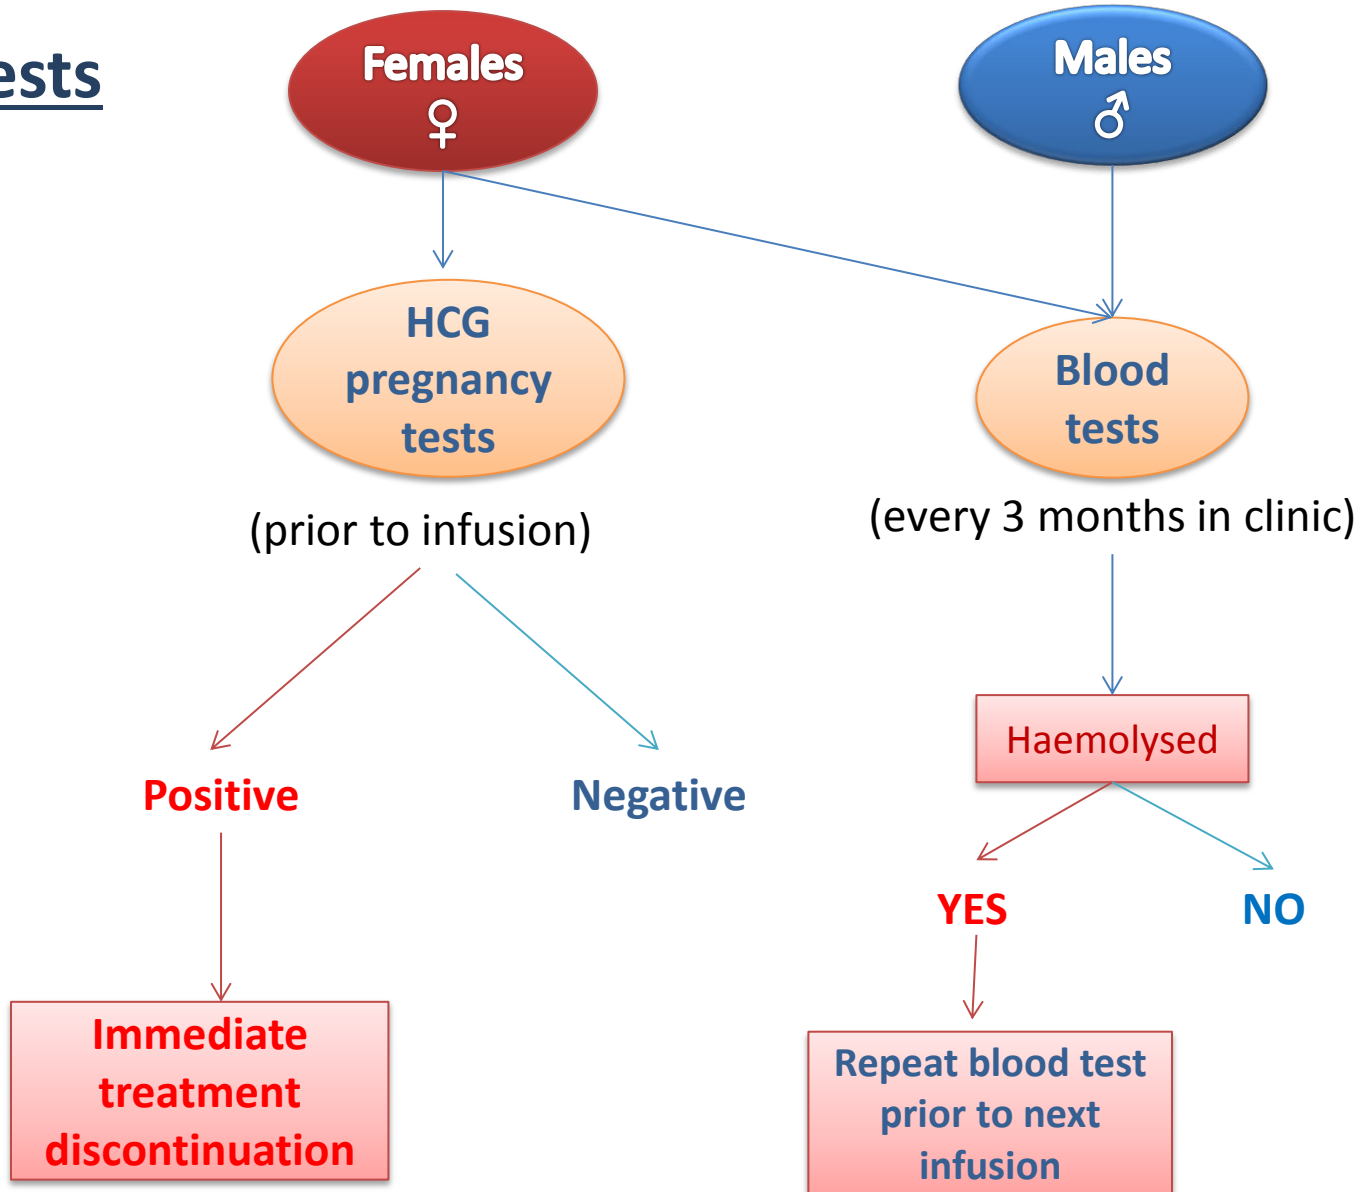 ests
Females
♀
Males
♂
HCG
pregnancy
tests
(prior to infusion)
Blood
tests
(every 3 months in clinic)
Positive
Negative
Haemolysed
YES
NO
Immediate
treatment
discontinuation
Repeat blood test
prior to next
infusion